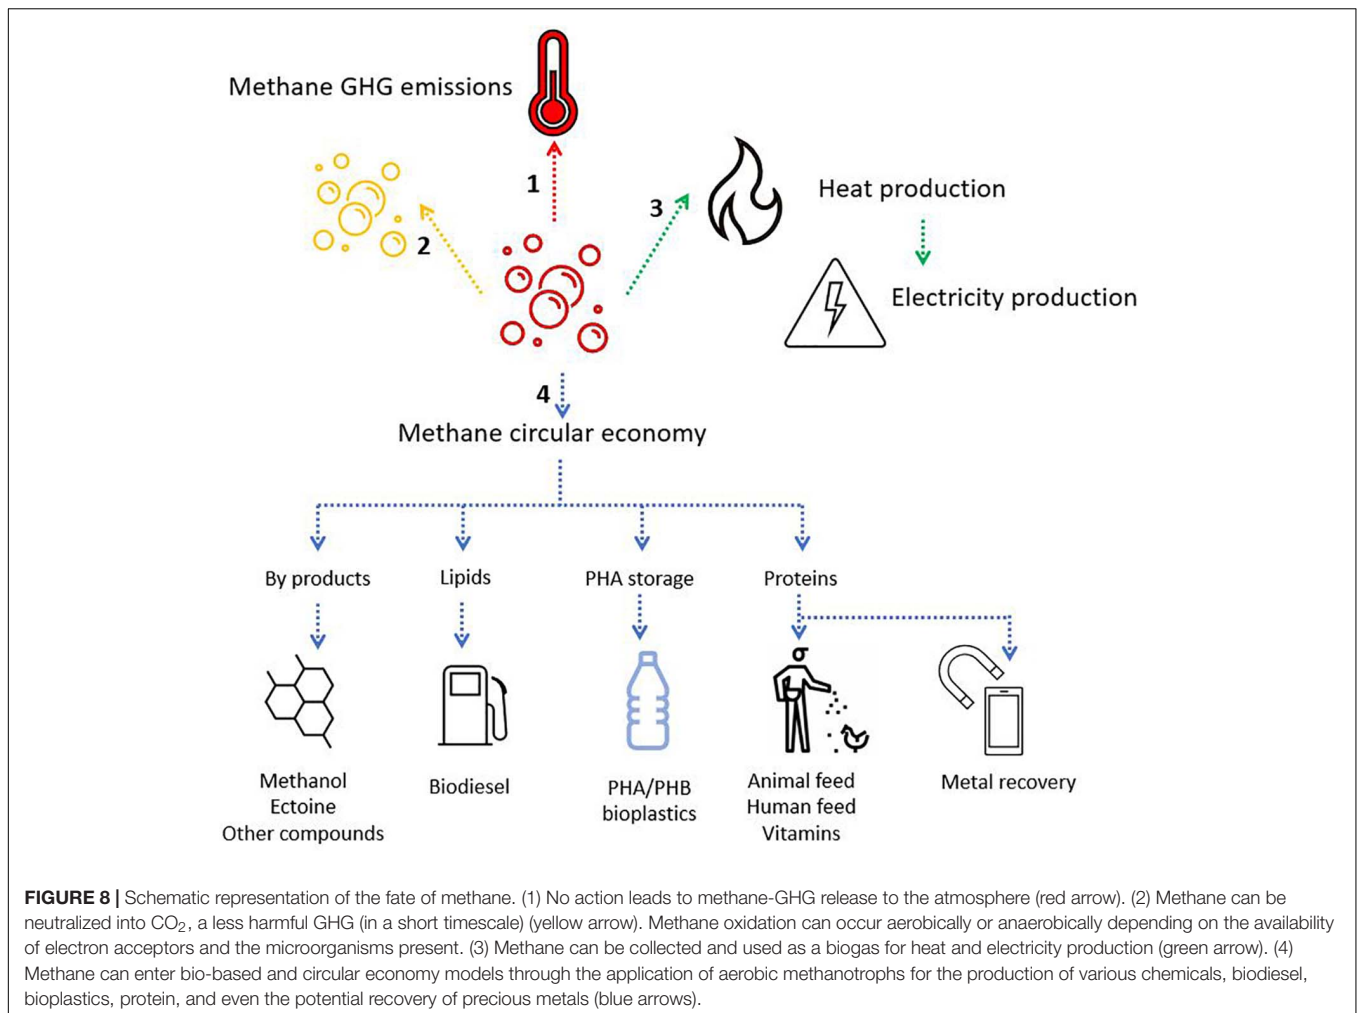 Methane GHG emissions
1
2
3
Heat production
Electricity production
4
Methane circular economy
By products
Lipids
PHA storage
Proteins
Methanol
Ectoine
Other compounds
Biodiesel
PHA/PHB
bioplastics
Animal feed
Human feed
Vitamins
Metal recovery
FIGURE 8 | Schematic representation of the fate of methane. (1) No action leads to methane-GHG release to the atmosphere (red arrow). (2) Methane can be
neutralized into CO₂, a less harmful GHG (in a short timescale) (yellow arrow). Methane oxidation can occur aerobically or anaerobically depending on the availability
of electron acceptors and the microorganisms present. (3) Methane can be collected and used as a biogas for heat and electricity production (green arrow). (4)
Methane can enter bio-based and circular economy models through the application of aerobic methanotrophs for the production of various chemicals, biodiesel,
bioplastics, protein, and even the potential recovery of precious metals (blue arrows).